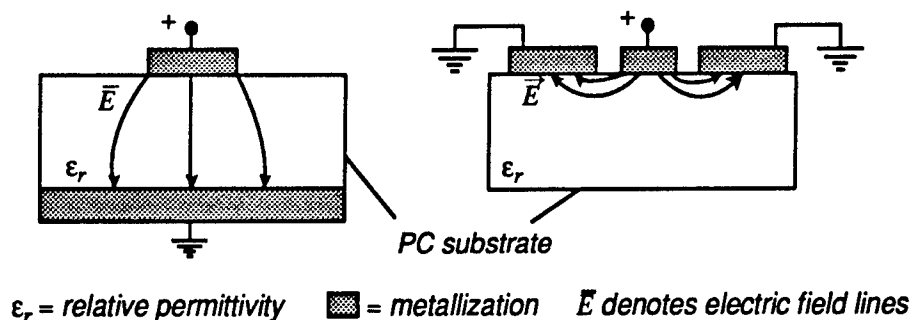 +
+
E̅
E⃗
εr
εr
PC substrate
εr = relative permittivity = metallization E̅ denotes electric field lines